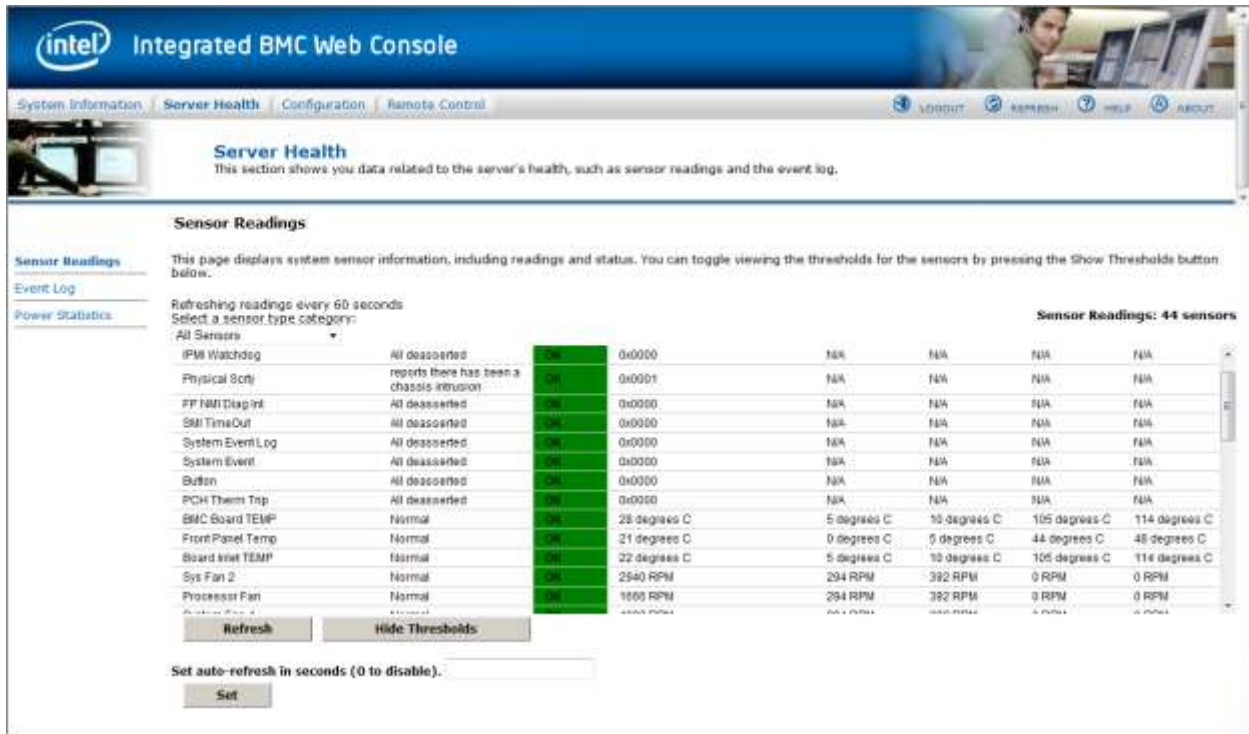 intel Integrated BMC Web Console
System Information Server Health Configuration Remote Control LOGOUT REFRESH HELP ABOUT
Server Health
This section shows you data related to the server's health, such as sensor readings and the event log.
Sensor Readings
Sensor Readings
Event Log
Power Statistics
This page displays system sensor information, including readings and status. You can toggle viewing the thresholds for the sensors by pressing the Show Thresholds button
below.
Refreshing readings every 60 seconds
Select a sensor type category:
Sensor Readings: 44 sensors
All Sensors
IPMI Watchdog All deasserted OK 0x0000 N/A N/A N/A N/A
Physical Scrty reports there has been a chassis intrusion OK 0x0001 N/A N/A N/A N/A
FP NMI Diag Int All deasserted OK 0x0000 N/A N/A N/A N/A
SMI TimeOut All deasserted OK 0x0000 N/A N/A N/A N/A
System Event Log All deasserted OK 0x0000 N/A N/A N/A N/A
System Event All deasserted OK 0x0000 N/A N/A N/A N/A
Button All deasserted OK 0x0000 N/A N/A N/A N/A
PCH Therm Trip All deasserted OK 0x0000 N/A N/A N/A N/A
BMC Board TEMP Normal OK 28 degrees C 5 degrees C 10 degrees C 105 degrees C 114 degrees C
Front Panel Temp Normal OK 21 degrees C 0 degrees C 5 degrees C 44 degrees C 48 degrees C
Board Inlet TEMP Normal OK 22 degrees C 5 degrees C 10 degrees C 105 degrees C 114 degrees C
Sys Fan 2 Normal OK 2940 RPM 294 RPM 392 RPM 0 RPM 0 RPM
Processor Fan Normal OK 1666 RPM 294 RPM 392 RPM 0 RPM 0 RPM
Refresh Hide Thresholds
Set auto-refresh in seconds (0 to disable).
Set